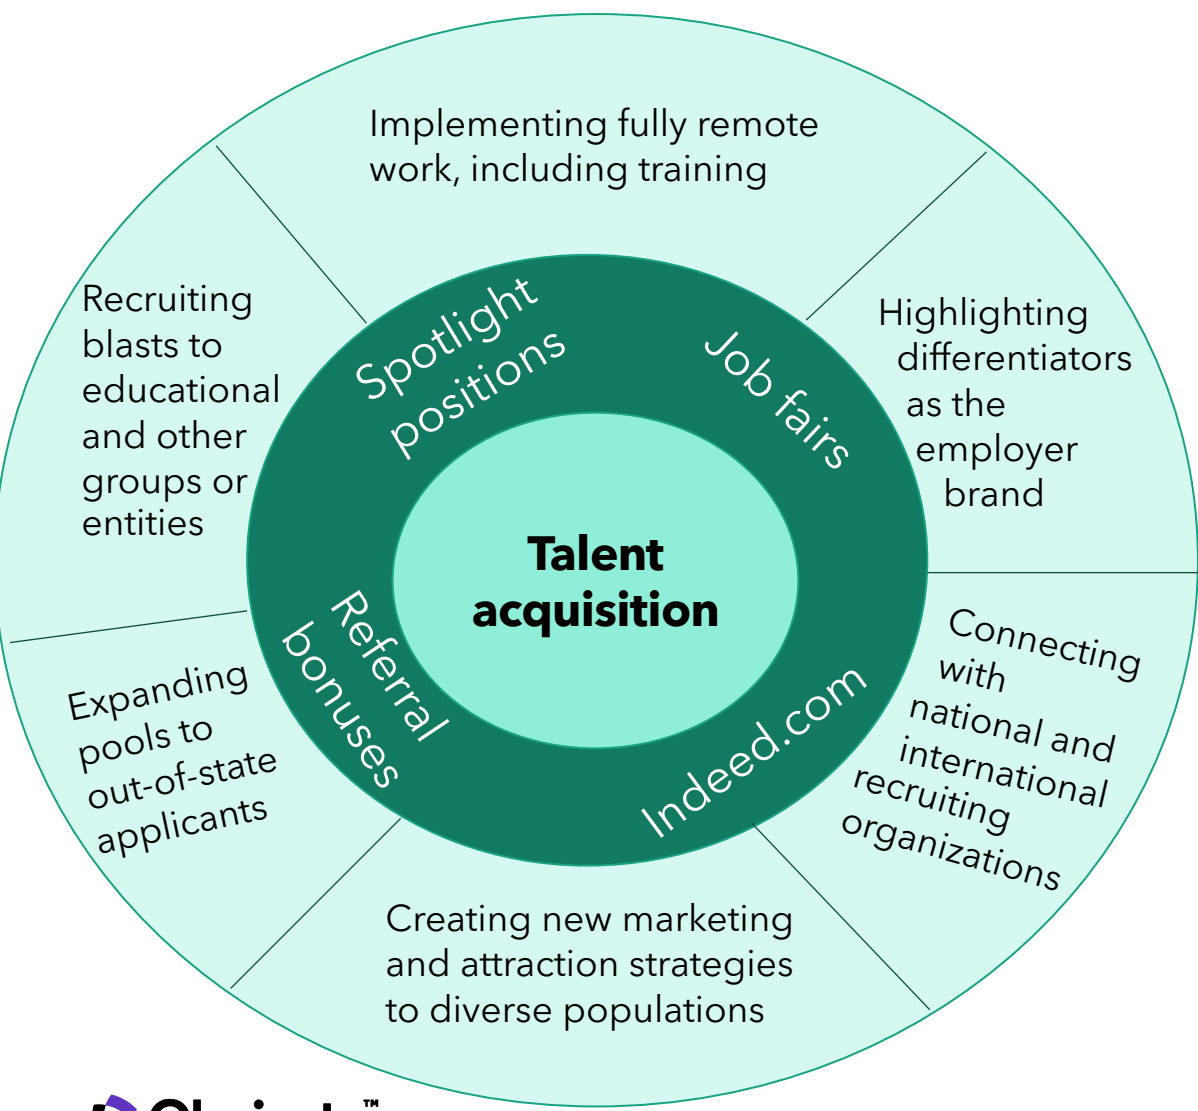 Implementing fully remote
work, including training
Highlighting
differentiators
as the
employer
brand
Connecting
with
national and
international
recruiting
organizations
Creating new marketing
and attraction strategies
to diverse populations
Expanding
pools to
out-of-state
applicants
Recruiting
blasts to
educational
and other
groups or
entities
Spotlight
positions
Job fairs
Indeed.com
Referral
bonuses
Talent
acquisition